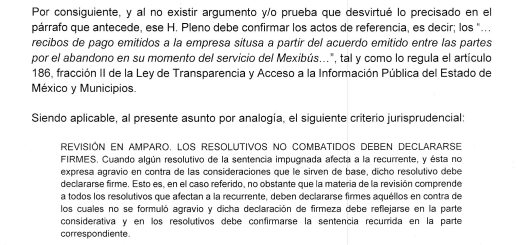 Por consiguiente, y al no existir argumento y/o prueba que desvirtué lo precisado en el
párrafo que antecede, ese H. Pleno debe confirmar los actos de referencia, es decir; los "…
recibos de pago emitidos a la empresa situsa a partir del acuerdo emitido entre las partes
por el abandono en su momento del servicio del Mexibús…", tal y como lo regula el artículo
186, fracción II de la Ley de Transparencia y Acceso a la Información Pública del Estado de
México y Municipios.
Siendo aplicable, al presente asunto por analogía, el siguiente criterio jurisprudencial:
REVISIÓN EN AMPARO. LOS RESOLUTIVOS NO COMBATIDOS DEBEN DECLARARSE
FIRMES. Cuando algún resolutivo de la sentencia impugnada afecta a la recurrente, y ésta no
expresa agravio en contra de las consideraciones que le sirven de base, dicho resolutivo debe
declararse firme. Esto es, en el caso referido, no obstante que la materia de la revisión comprende
a todos los resolutivos que afectan a la recurrente, deben declararse firmes aquéllos en contra de
los cuales no se formuló agravio y dicha declaración de firmeza debe reflejarse en la parte
considerativa y en los resolutivos debe confirmarse la sentencia recurrida en la parte
correspondiente.